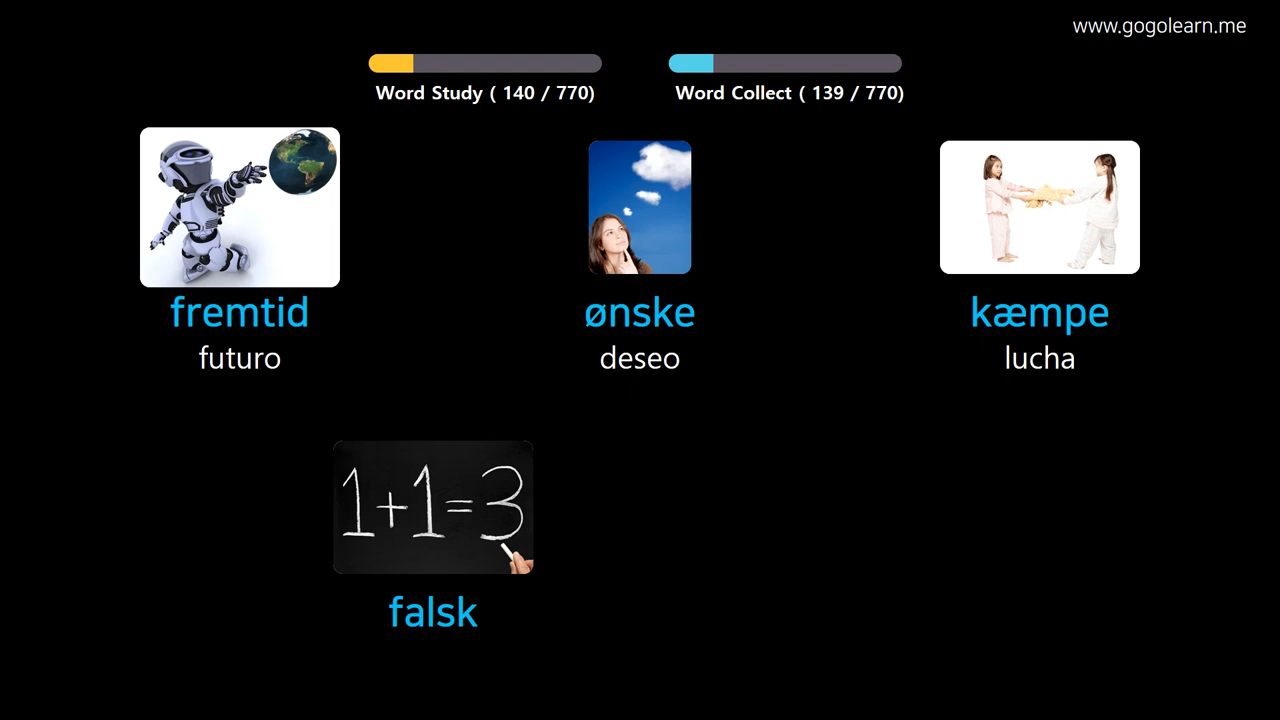 www.gogolearn.me
Word Study ( 140 / 770)
Word Collect ( 139 / 770)
fremtid
futuro
ønske
deseo
kæmpe
lucha
1+1=3
falsk